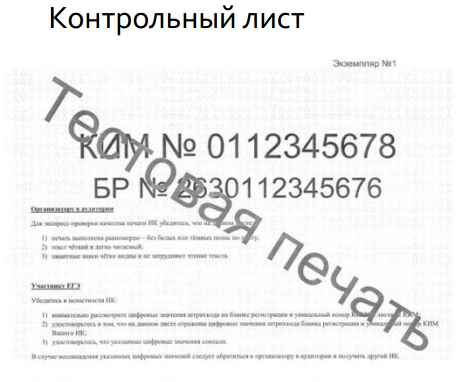 Контрольный лист
Экземпляр №1
Тестовая печать
КИМ № 0112345678
БР № 2630112345676
Организатору в аудитории
Для экспресс-проверки качества печати ИК убедитесь, что на данном листе:
1) печать выполнена равномерно – без белых или тёмных полос по листу;
2) текст чёткий и легко читаемый;
3) защитные знаки чётко видны и не затрудняют чтение текста.
Участнику ЕГЭ
Убедитесь в целостности ИК:
1) внимательно рассмотрите цифровые значения штрихкода на бланке регистрации и уникальный номер КИМ на листах КИМ;
2) удостоверьтесь в том, что на данном листе отражены цифровые значения штрихкода бланка регистрации и уникальный номер КИМ
Вашего ИК;
3) удостоверьтесь, что указанные цифровые значения совпали.
В случае несовпадения указанных цифровых значений следует обратиться к организатору в аудитории и получить другой ИК.